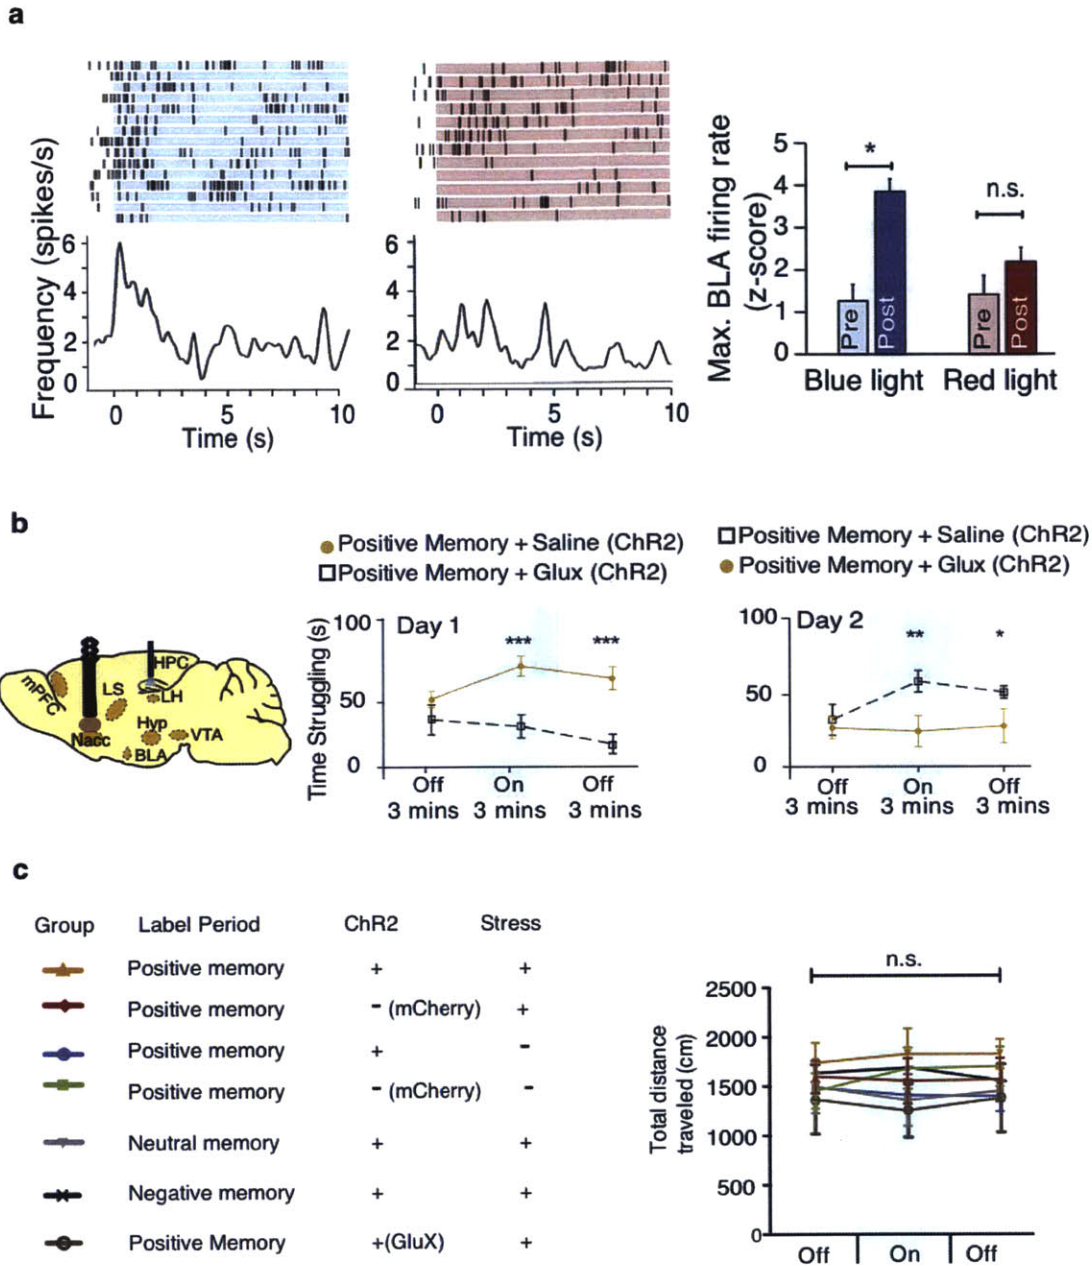 a
Frequency (spikes/s)
6
4
2
0
0 5 10
Time (s)
6
4
2
0
0 5 10
Time (s)
Max. BLA firing rate
(z-score)
5
4
3
2
1
0
*
n.s.
Pre
Post
Pre
Post
Blue light Red light
b
mPFC
Nacc
LS
HPC
LH
Hyp
VTA
BLA
Positive Memory + Saline (ChR2)
Positive Memory + Glux (ChR2)
Time Struggling (s)
100
50
0
Day 1
*** ***
Off On Off
3 mins 3 mins 3 mins
Positive Memory + Saline (ChR2)
Positive Memory + Glux (ChR2)
100
50
0
Day 2
** *
Off On Off
3 mins 3 mins 3 mins
c
Group Label Period ChR2 Stress
Positive memory + +
Positive memory - (mCherry) +
Positive memory + -
Positive memory - (mCherry) -
Neutral memory + +
Negative memory + +
Positive Memory +(GluX) +
Total distance
traveled (cm)
n.s.
2500
2000
1500
1000
500
0
Off On Off